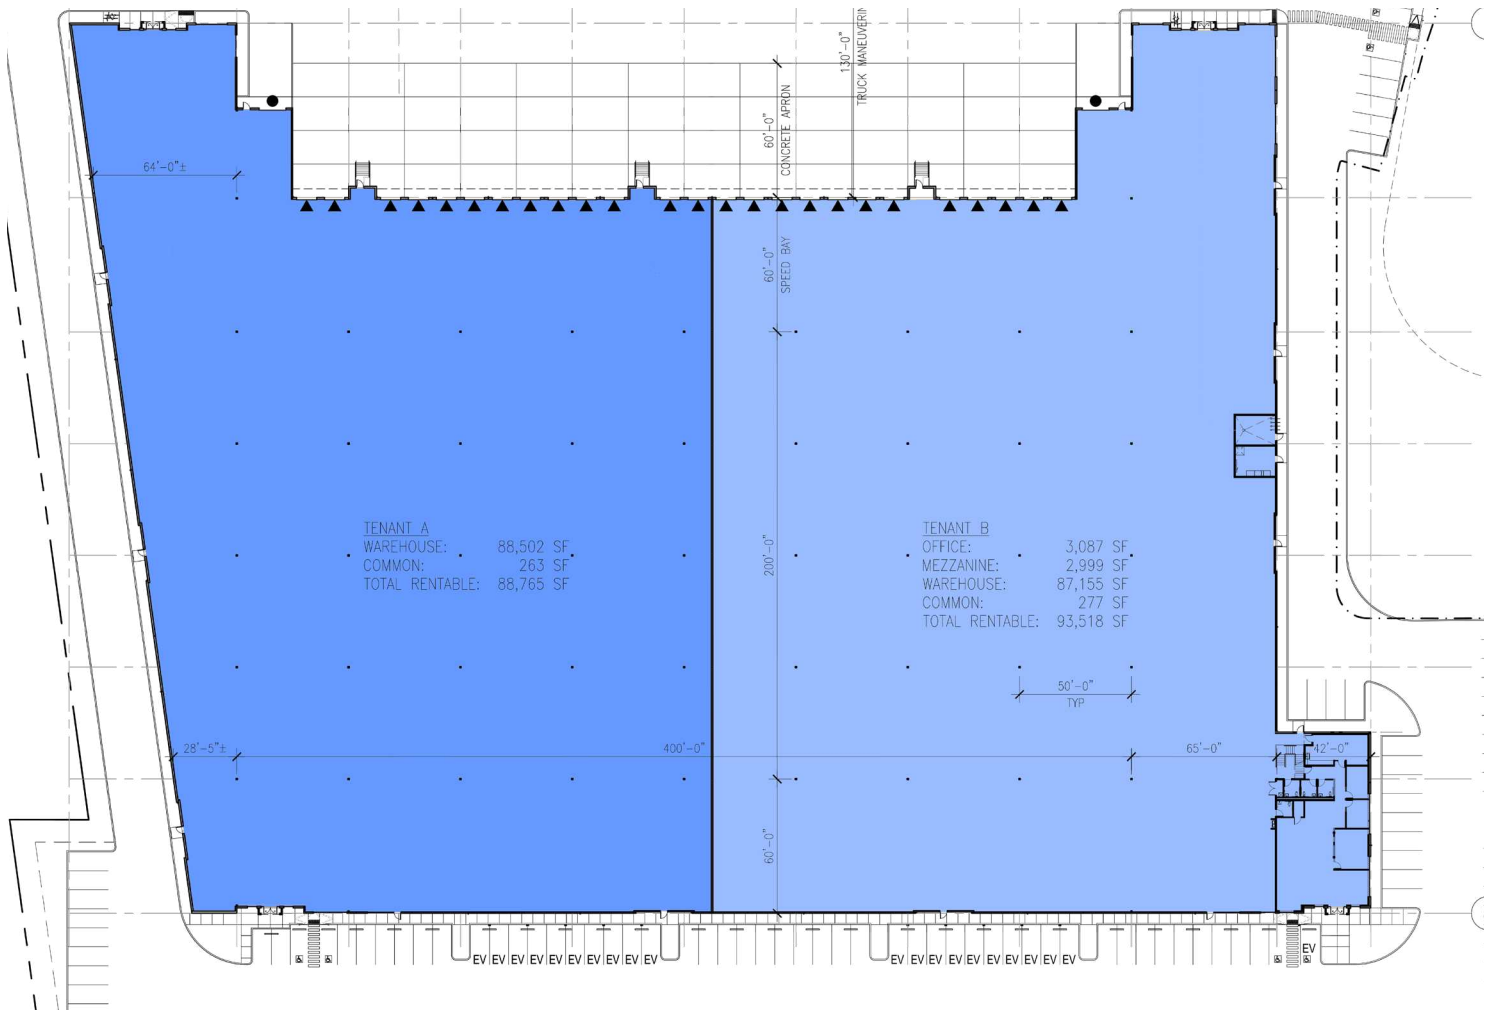 130'-0"
TRUCK MANEUVERIN
60'-0"
CONCRETE APRON
64'-0"±
60'-0"
SPEED BAY
TENANT A
WAREHOUSE: 88,502 SF
COMMON: 263 SF
TOTAL RENTABLE: 88,765 SF
200'-0"
TENANT B
OFFICE: 3,087 SF
MEZZANINE: 2,999 SF
WAREHOUSE: 87,155 SF
COMMON: 277 SF
TOTAL RENTABLE: 93,518 SF
50'-0"
TYP
28'-5"±
400'-0"
65'-0"
42'-0"
60'-0"
EV
EV EV EV EV EV EV EV EV EV EV
EV EV EV EV EV EV EV EV EV EV